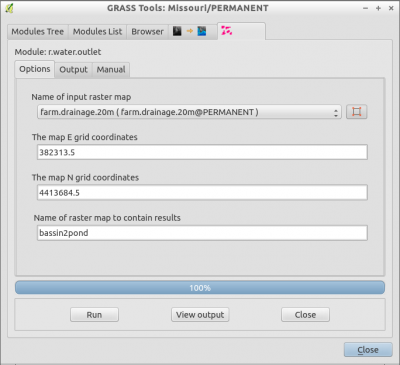 GRASS Tools: Missouri/PERMANENT
Modules Tree Modules List Browser
Module: r.water.outlet
Options Output Manual
Name of input raster map
farm.drainage.20m ( farm.drainage.20m@PERMANENT )
The map E grid coordinates
382313.5
The map N grid coordinates
4413684.5
Name of raster map to contain results
bassin2pond
100%
Run View output Close
Close